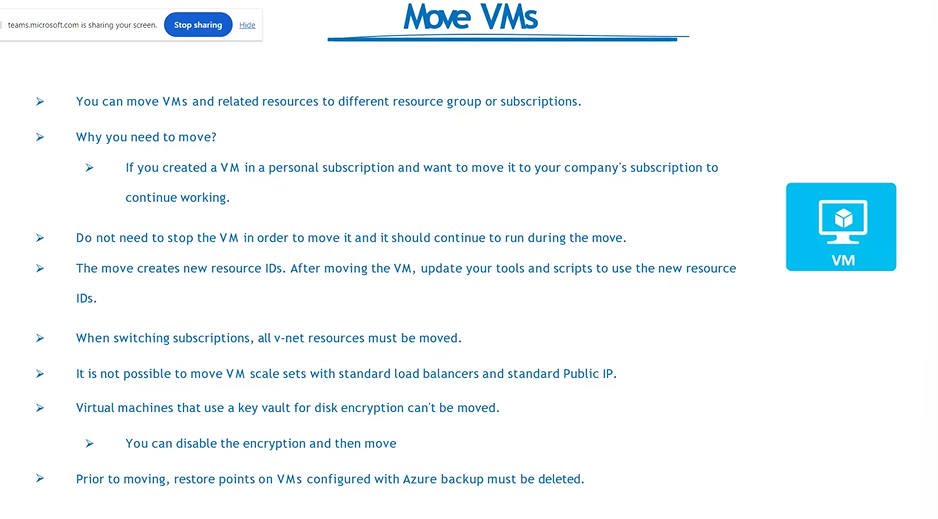 Move VMs
teams.microsoft.com is sharing your screen. Stop sharing Hide
You can move VMs and related resources to different resource group or subscriptions.
Why you need to move?
If you created a VM in a personal subscription and want to move it to your company's subscription to
continue working.
Do not need to stop the VM in order to move it and it should continue to run during the move.
The move creates new resource IDs. After moving the VM, update your tools and scripts to use the new resource
IDs.
VM
When switching subscriptions, all v-net resources must be moved.
It is not possible to move VM scale sets with standard load balancers and standard Public IP.
Virtual machines that use a key vault for disk encryption can't be moved.
You can disable the encryption and then move
Prior to moving, restore points on VMs configured with Azure backup must be deleted.